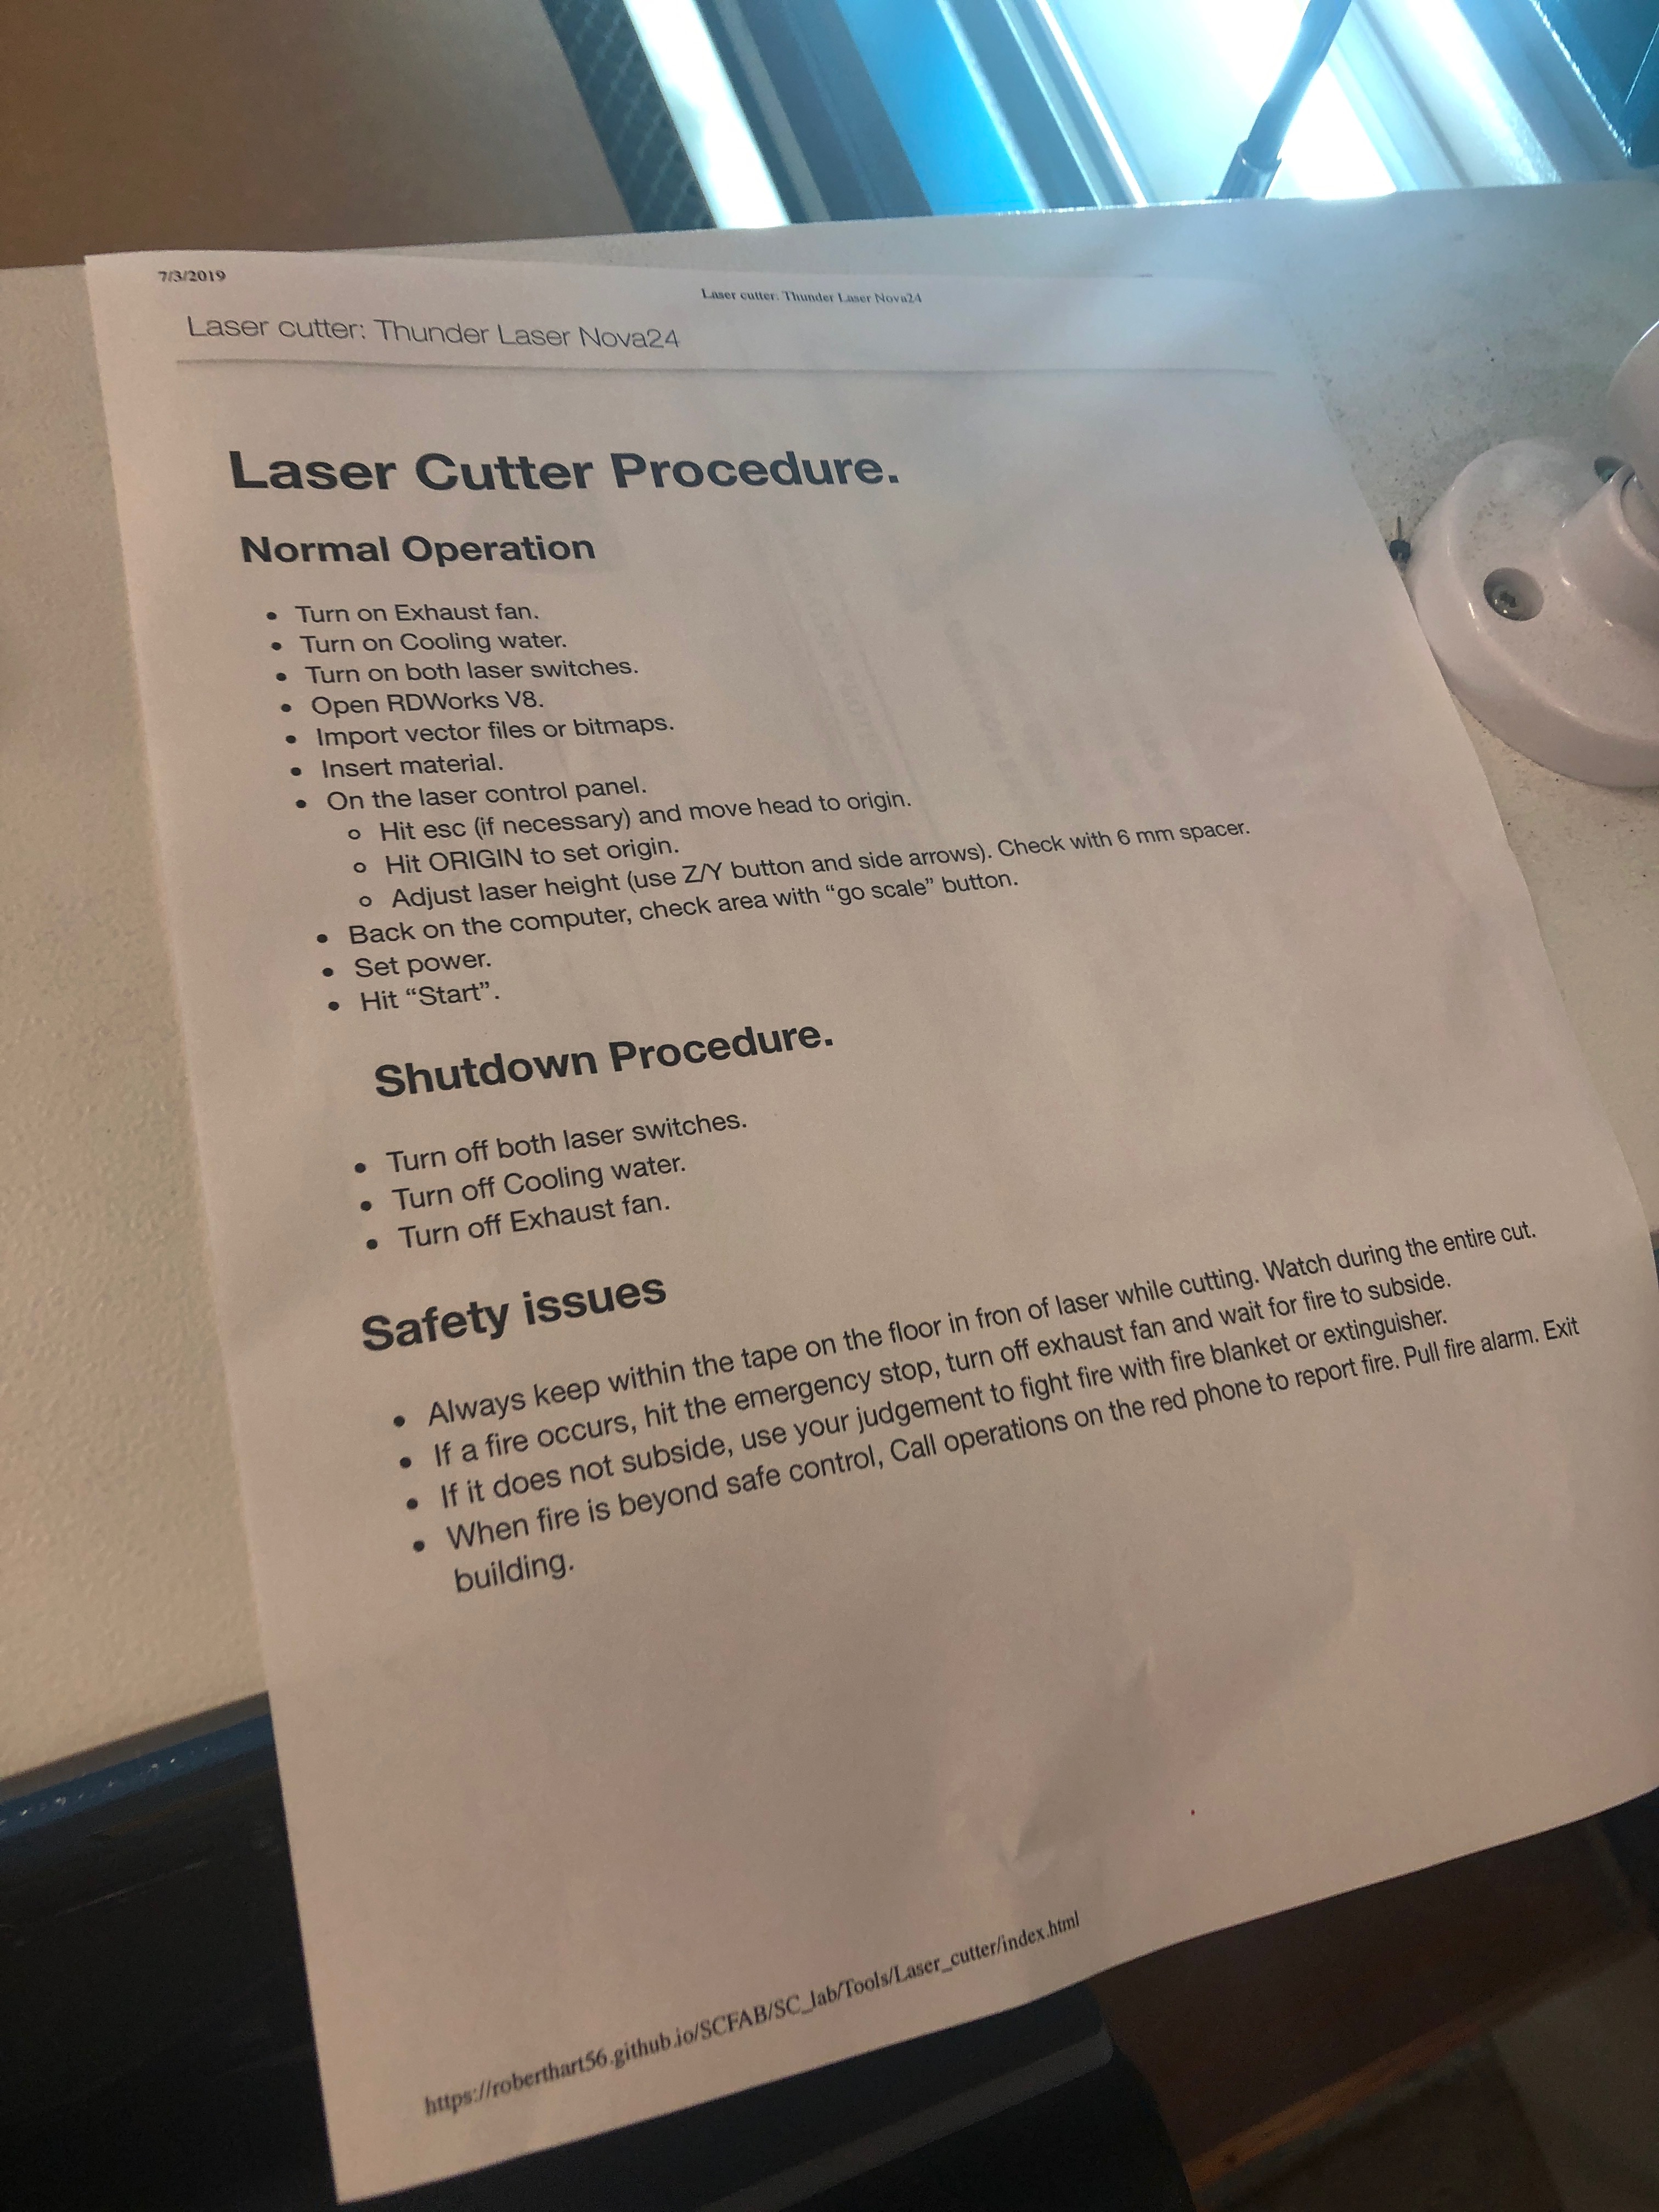 7/3/2019
Laser cutter: Thunder Laser Nova24
Laser cutter: Thunder Laser Nova24
Laser Cutter Procedure.
Normal Operation
• Turn on Exhaust fan.
• Turn on Cooling water.
• Turn on both laser switches.
• Open RDWorks V8.
• Import vector files or bitmaps.
• Insert material.
• On the laser control panel.
○ Hit esc (if necessary) and move head to origin.
○ Hit ORIGIN to set origin.
○ Adjust laser height (use Z/Y button and side arrows). Check with 6 mm spacer.
• Back on the computer, check area with “go scale” button.
• Set power.
• Hit “Start”.
Shutdown Procedure.
• Turn off both laser switches.
• Turn off Cooling water.
• Turn off Exhaust fan.
Safety issues
• Always keep within the tape on the floor in fron of laser while cutting. Watch during the entire cut.
• If a fire occurs, hit the emergency stop, turn off exhaust fan and wait for fire to subside.
• If it does not subside, use your judgement to fight fire with fire blanket or extinguisher.
• When fire is beyond safe control, Call operations on the red phone to report fire. Pull fire alarm. Exit
building.
https://roberthart56.github.io/SCFAB/SC_lab/Tools/Laser_cutter/index.html